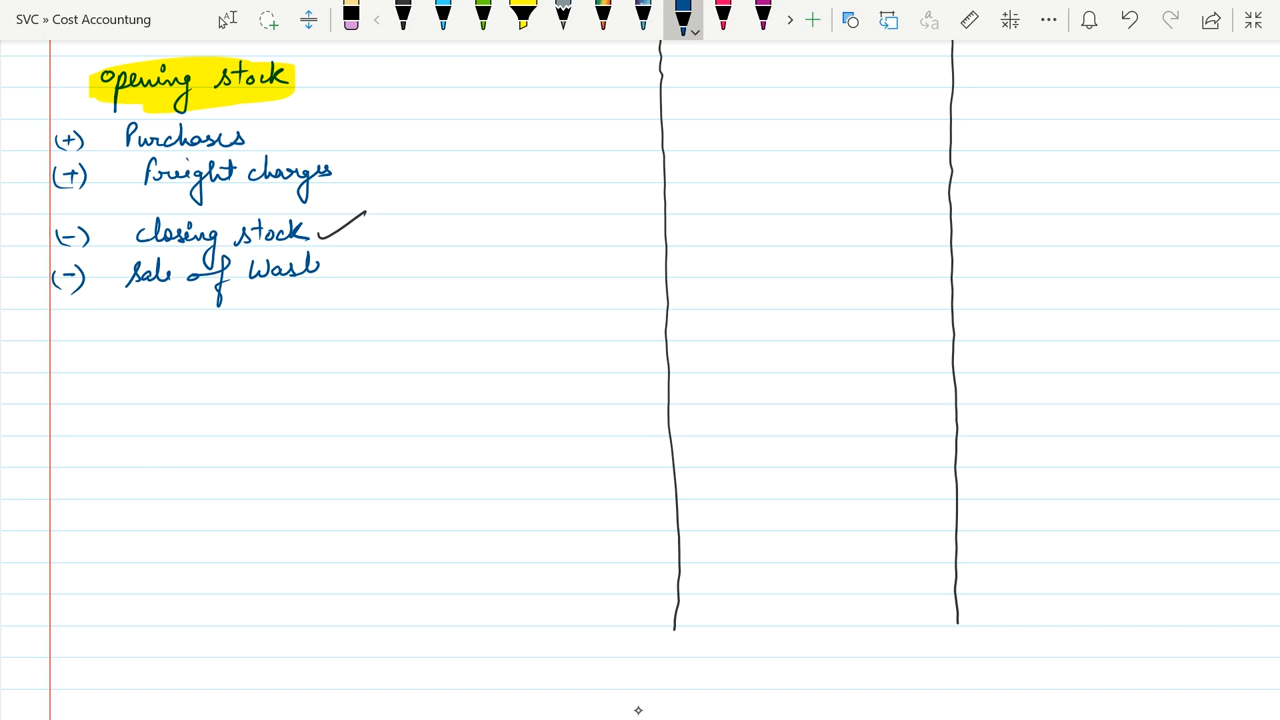 SVC » Cost Accountung
opening stock
(+) Purchases
(+) freight charges
(-) closing stock ✓
(-) Sale of Wast